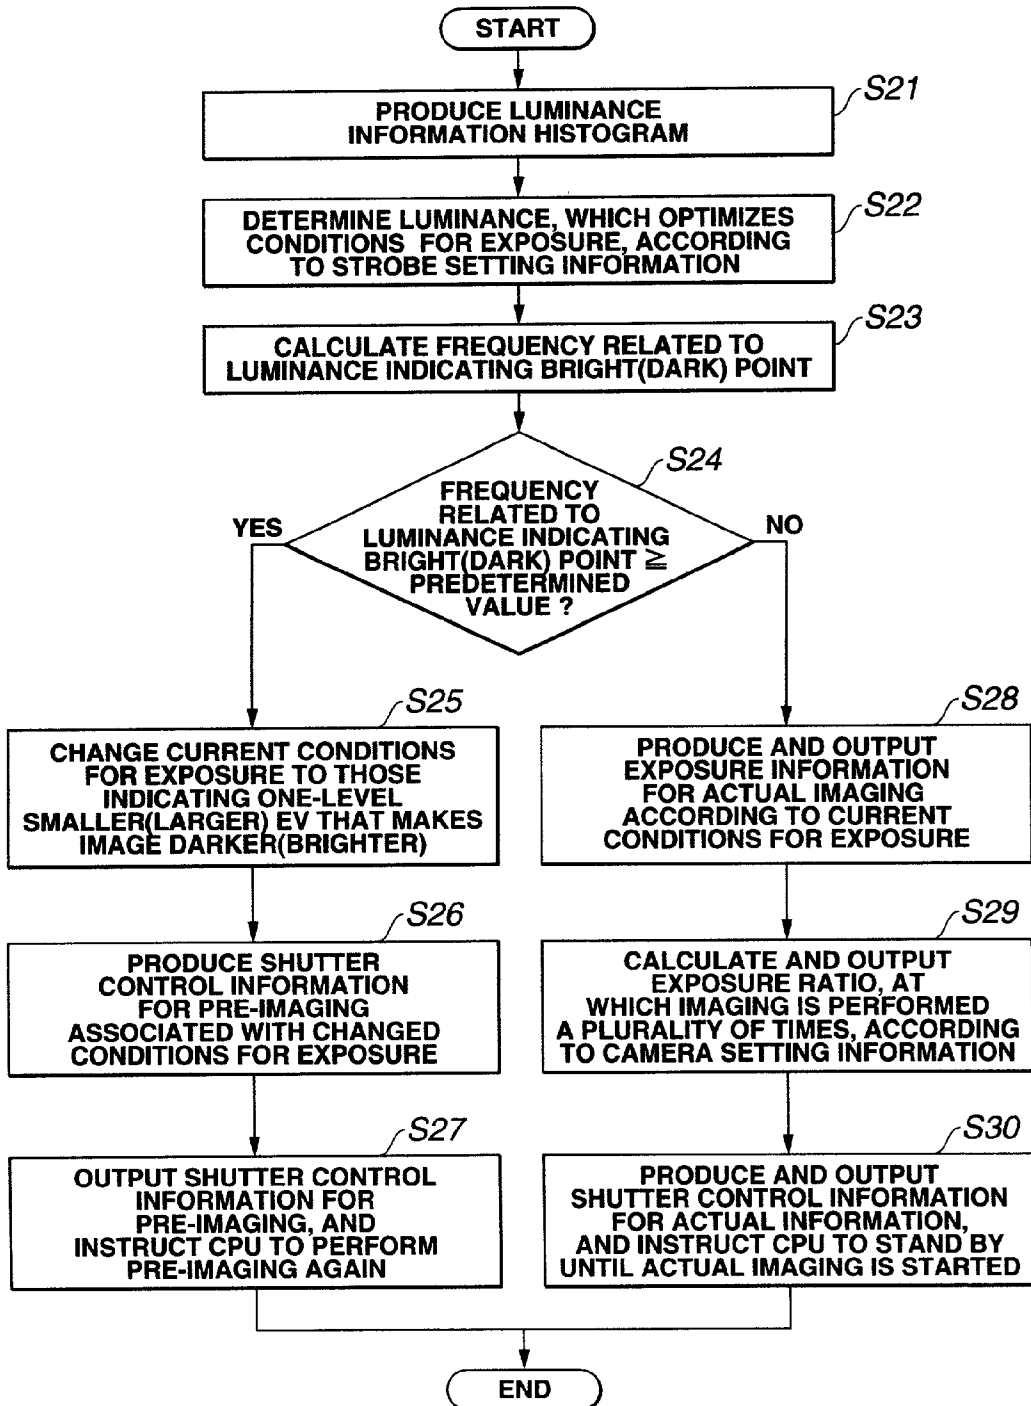 START
S21
PRODUCE LUMINANCE
INFORMATION HISTOGRAM
S22
DETERMINE LUMINANCE, WHICH OPTIMIZES
CONDITIONS FOR EXPOSURE, ACCORDING
TO STROBE SETTING INFORMATION
S23
CALCULATE FREQUENCY RELATED TO
LUMINANCE INDICATING BRIGHT(DARK) POINT
S24
FREQUENCY
RELATED TO
LUMINANCE INDICATING
BRIGHT(DARK) POINT ≧
PREDETERMINED
VALUE ?
YES
NO
S25
CHANGE CURRENT CONDITIONS
FOR EXPOSURE TO THOSE
INDICATING ONE-LEVEL
SMALLER(LARGER) EV THAT MAKES
IMAGE DARKER(BRIGHTER)
S26
PRODUCE SHUTTER
CONTROL INFORMATION
FOR PRE-IMAGING
ASSOCIATED WITH CHANGED
CONDITIONS FOR EXPOSURE
S27
OUTPUT SHUTTER CONTROL
INFORMATION FOR
PRE-IMAGING, AND
INSTRUCT CPU TO PERFORM
PRE-IMAGING AGAIN
S28
PRODUCE AND OUTPUT
EXPOSURE INFORMATION
FOR ACTUAL IMAGING
ACCORDING TO CURRENT
CONDITIONS FOR EXPOSURE
S29
CALCULATE AND OUTPUT
EXPOSURE RATIO, AT
WHICH IMAGING IS PERFORMED
A PLURALITY OF TIMES, ACCORDING
TO CAMERA SETTING INFORMATION
S30
PRODUCE AND OUTPUT
SHUTTER CONTROL INFORMATION
FOR ACTUAL INFORMATION,
AND INSTRUCT CPU TO STAND BY
UNTIL ACTUAL IMAGING IS STARTED
END